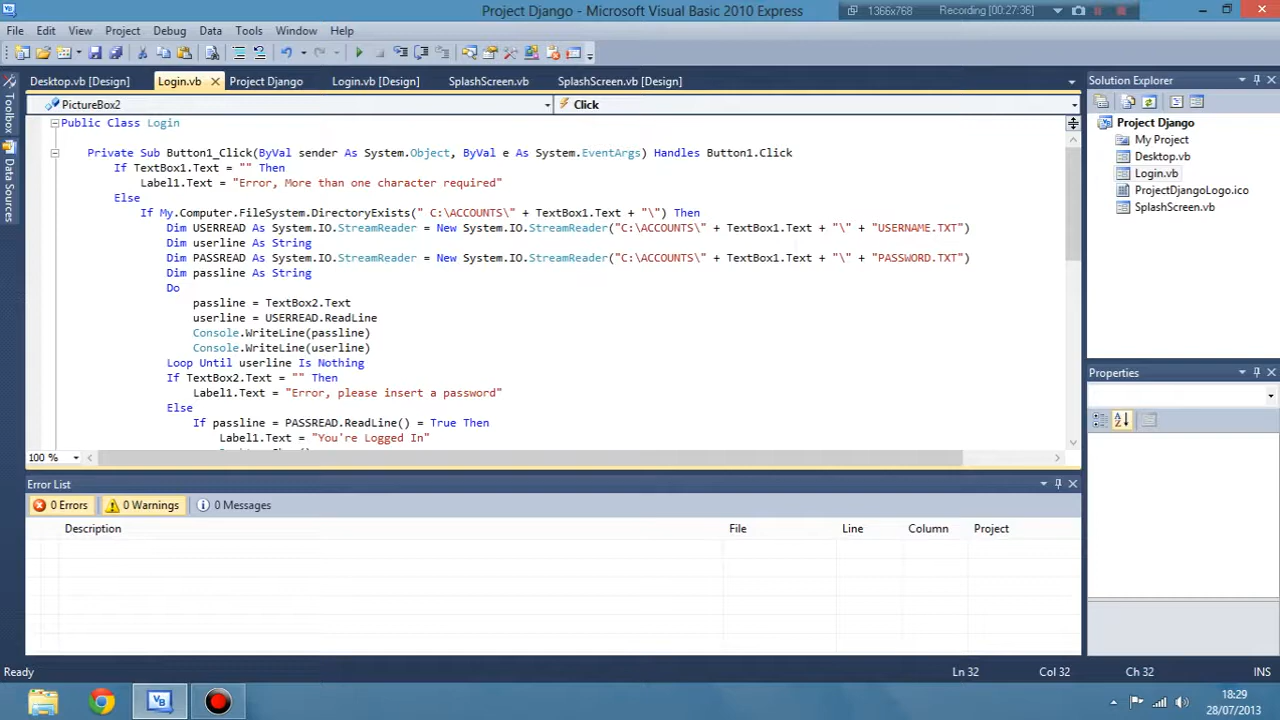 Project Django - Microsoft Visual Basic 2010 Express
1366x768
Recording [00:27:36]
File Edit View Project Debug Data Tools Window Help
Desktop.vb [Design]
Login.vb
Project Django
Login.vb [Design]
SplashScreen.vb
SplashScreen.vb [Design]
PictureBox2
Click
Toolbox
Data Sources
Public Class Login
Private Sub Button1_Click(ByVal sender As System.Object, ByVal e As System.EventArgs) Handles Button1.Click
If TextBox1.Text = "" Then
Label1.Text = "Error, More than one character required"
Else
If My.Computer.FileSystem.DirectoryExists(" C:\ACCOUNTS\" + TextBox1.Text + "\") Then
Dim USERREAD As System.IO.StreamReader = New System.IO.StreamReader("C:\ACCOUNTS\" + TextBox1.Text + "\" + "USERNAME.TXT")
Dim userline As String
Dim PASSREAD As System.IO.StreamReader = New System.IO.StreamReader("C:\ACCOUNTS\" + TextBox1.Text + "\" + "PASSWORD.TXT")
Dim passline As String
Do
passline = TextBox2.Text
userline = USERREAD.ReadLine
Console.WriteLine(passline)
Console.WriteLine(userline)
Loop Until userline Is Nothing
If TextBox2.Text = "" Then
Label1.Text = "Error, please insert a password"
Else
If passline = PASSREAD.ReadLine() = True Then
Label1.Text = "You're Logged In"
100 %
Solution Explorer
Project Django
My Project
Desktop.vb
Login.vb
ProjectDjangoLogo.ico
SplashScreen.vb
Properties
Error List
0 Errors
0 Warnings
0 Messages
Description File Line Column Project
Ready
Ln 32
Col 32
Ch 32
INS
18:29
28/07/2013